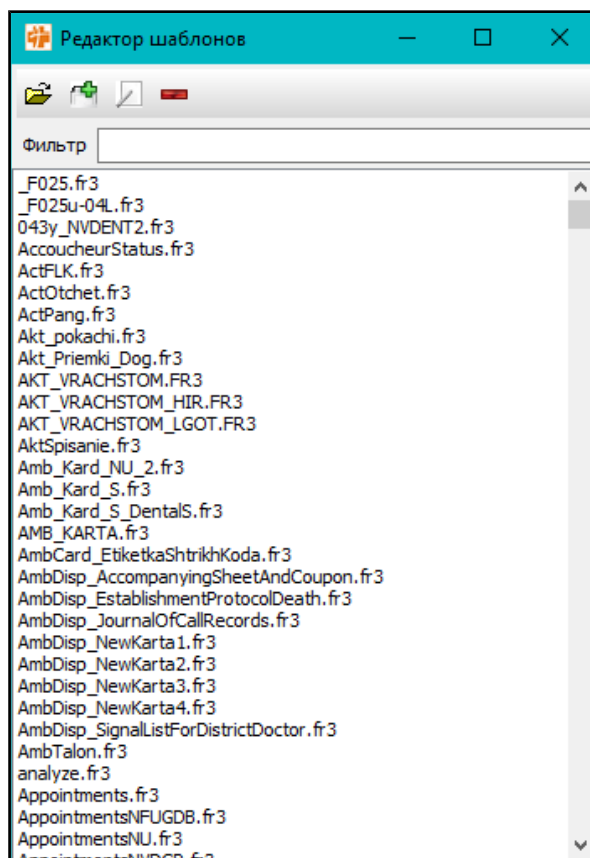 Редактор шаблонов
Фильтр
_F025.fr3
_F025u-04L.fr3
043y_NVDENT2.fr3
AccoucheurStatus.fr3
ActFLK.fr3
ActOtchet.fr3
ActPang.fr3
Akt_pokachi.fr3
Akt_Priemki_Dog.fr3
AKT_VRACHSTOM.FR3
AKT_VRACHSTOM_HIR.FR3
AKT_VRACHSTOM_LGOT.FR3
AktSpisanie.fr3
Amb_Kard_NU_2.fr3
Amb_Kard_S.fr3
Amb_Kard_S_DentalS.fr3
AMB_KARTA.fr3
AmbCard_EtiketkaShtrikhKoda.fr3
AmbDisp_AccompanyingSheetAndCoupon.fr3
AmbDisp_EstablishmentProtocolDeath.fr3
AmbDisp_JournalOfCallRecords.fr3
AmbDisp_NewKarta1.fr3
AmbDisp_NewKarta2.fr3
AmbDisp_NewKarta3.fr3
AmbDisp_NewKarta4.fr3
AmbDisp_SignalListForDistrictDoctor.fr3
AmbTalon.fr3
analyze.fr3
Appointments.fr3
AppointmentsNFUGDB.fr3
AppointmentsNU.fr3